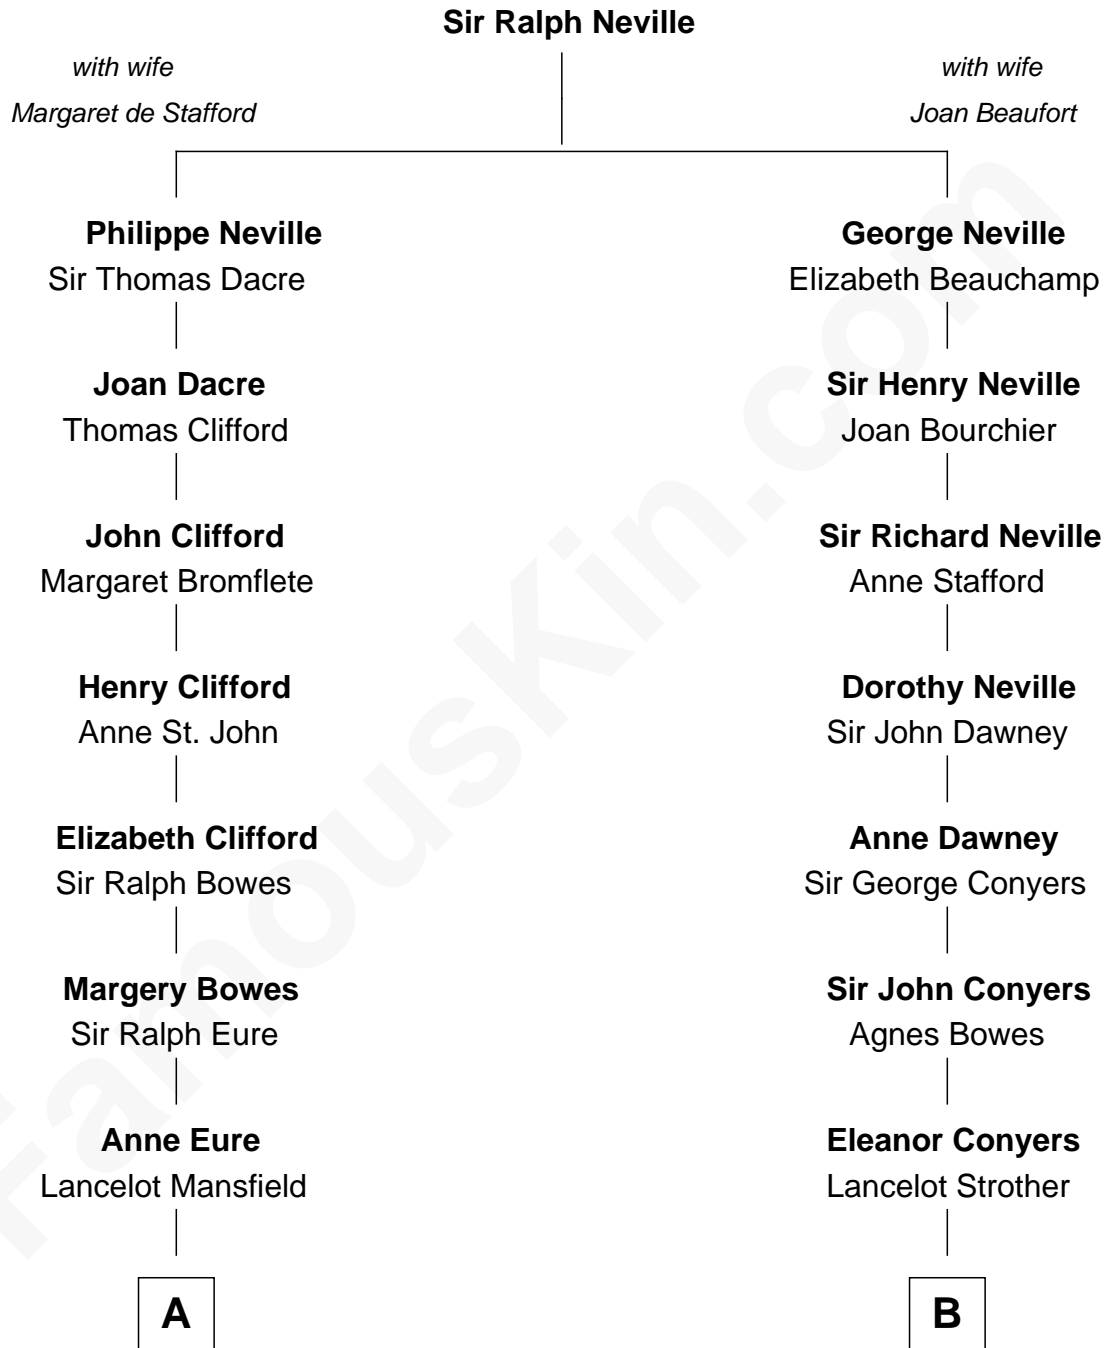 Sir Ralph Neville
with wife
Margaret de Stafford
with wife
Joan Beaufort
Philippe Neville
Sir Thomas Dacre
George Neville
Elizabeth Beauchamp
Joan Dacre
Thomas Clifford
Sir Henry Neville
Joan Bourchier
John Clifford
Margaret Bromflete
Sir Richard Neville
Anne Stafford
Henry Clifford
Anne St. John
Dorothy Neville
Sir John Dawney
Elizabeth Clifford
Sir Ralph Bowes
Anne Dawney
Sir George Conyers
Margery Bowes
Sir Ralph Eure
Sir John Conyers
Agnes Bowes
Anne Eure
Lancelot Mansfield
Eleanor Conyers
Lancelot Strother
A
B
FamousKin.com